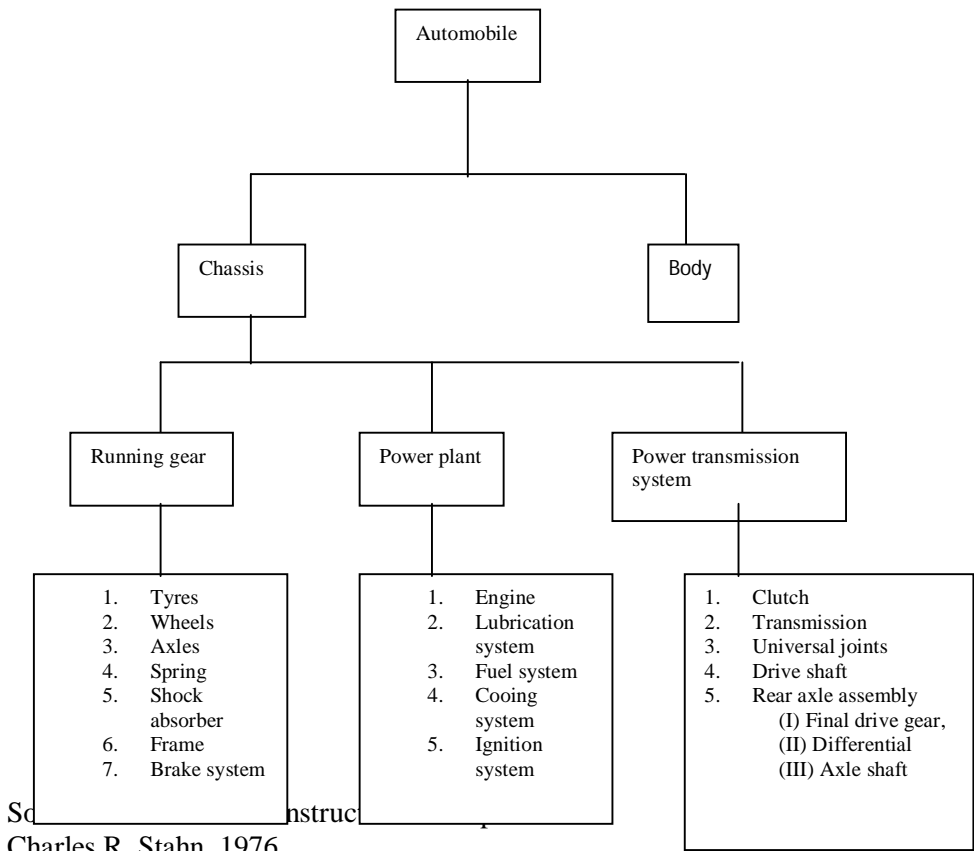 Automobile
Chassis
Body
Running gear
Power plant
Power transmission
system
1. Tyres
2. Wheels
3. Axles
4. Spring
5. Shock
absorber
6. Frame
7. Brake system
1. Engine
2. Lubrication
system
3. Fuel system
4. Cooing
system
5. Ignition
system
1. Clutch
2. Transmission
3. Universal joints
4. Drive shaft
5. Rear axle assembly
(I) Final drive gear,
(II) Differential
(III) Axle shaft
Charles R. Stahn, 1976